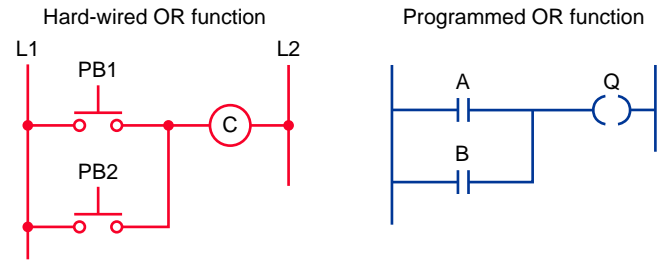 Hard-wired OR function
L1
L2
PB1
C
PB2
Programmed OR function
A
Q
B